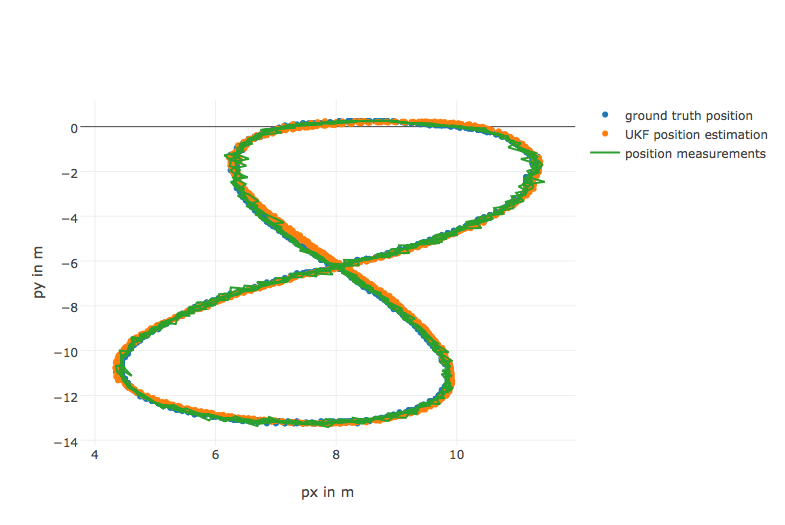 ground truth position
UKF position estimation
position measurements
0
−2
−4
−6
−8
−10
−12
−14
py in m
4
6
8
10
px in m